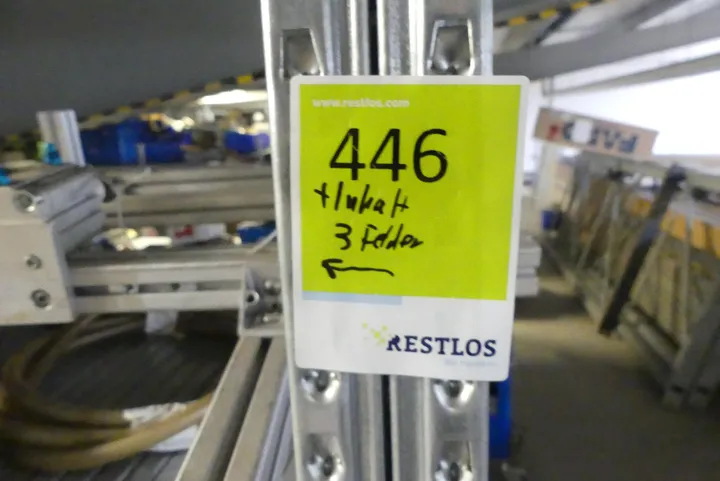 www.restlos.com
446
+ Inhalt
3 Felder
RESTLOS